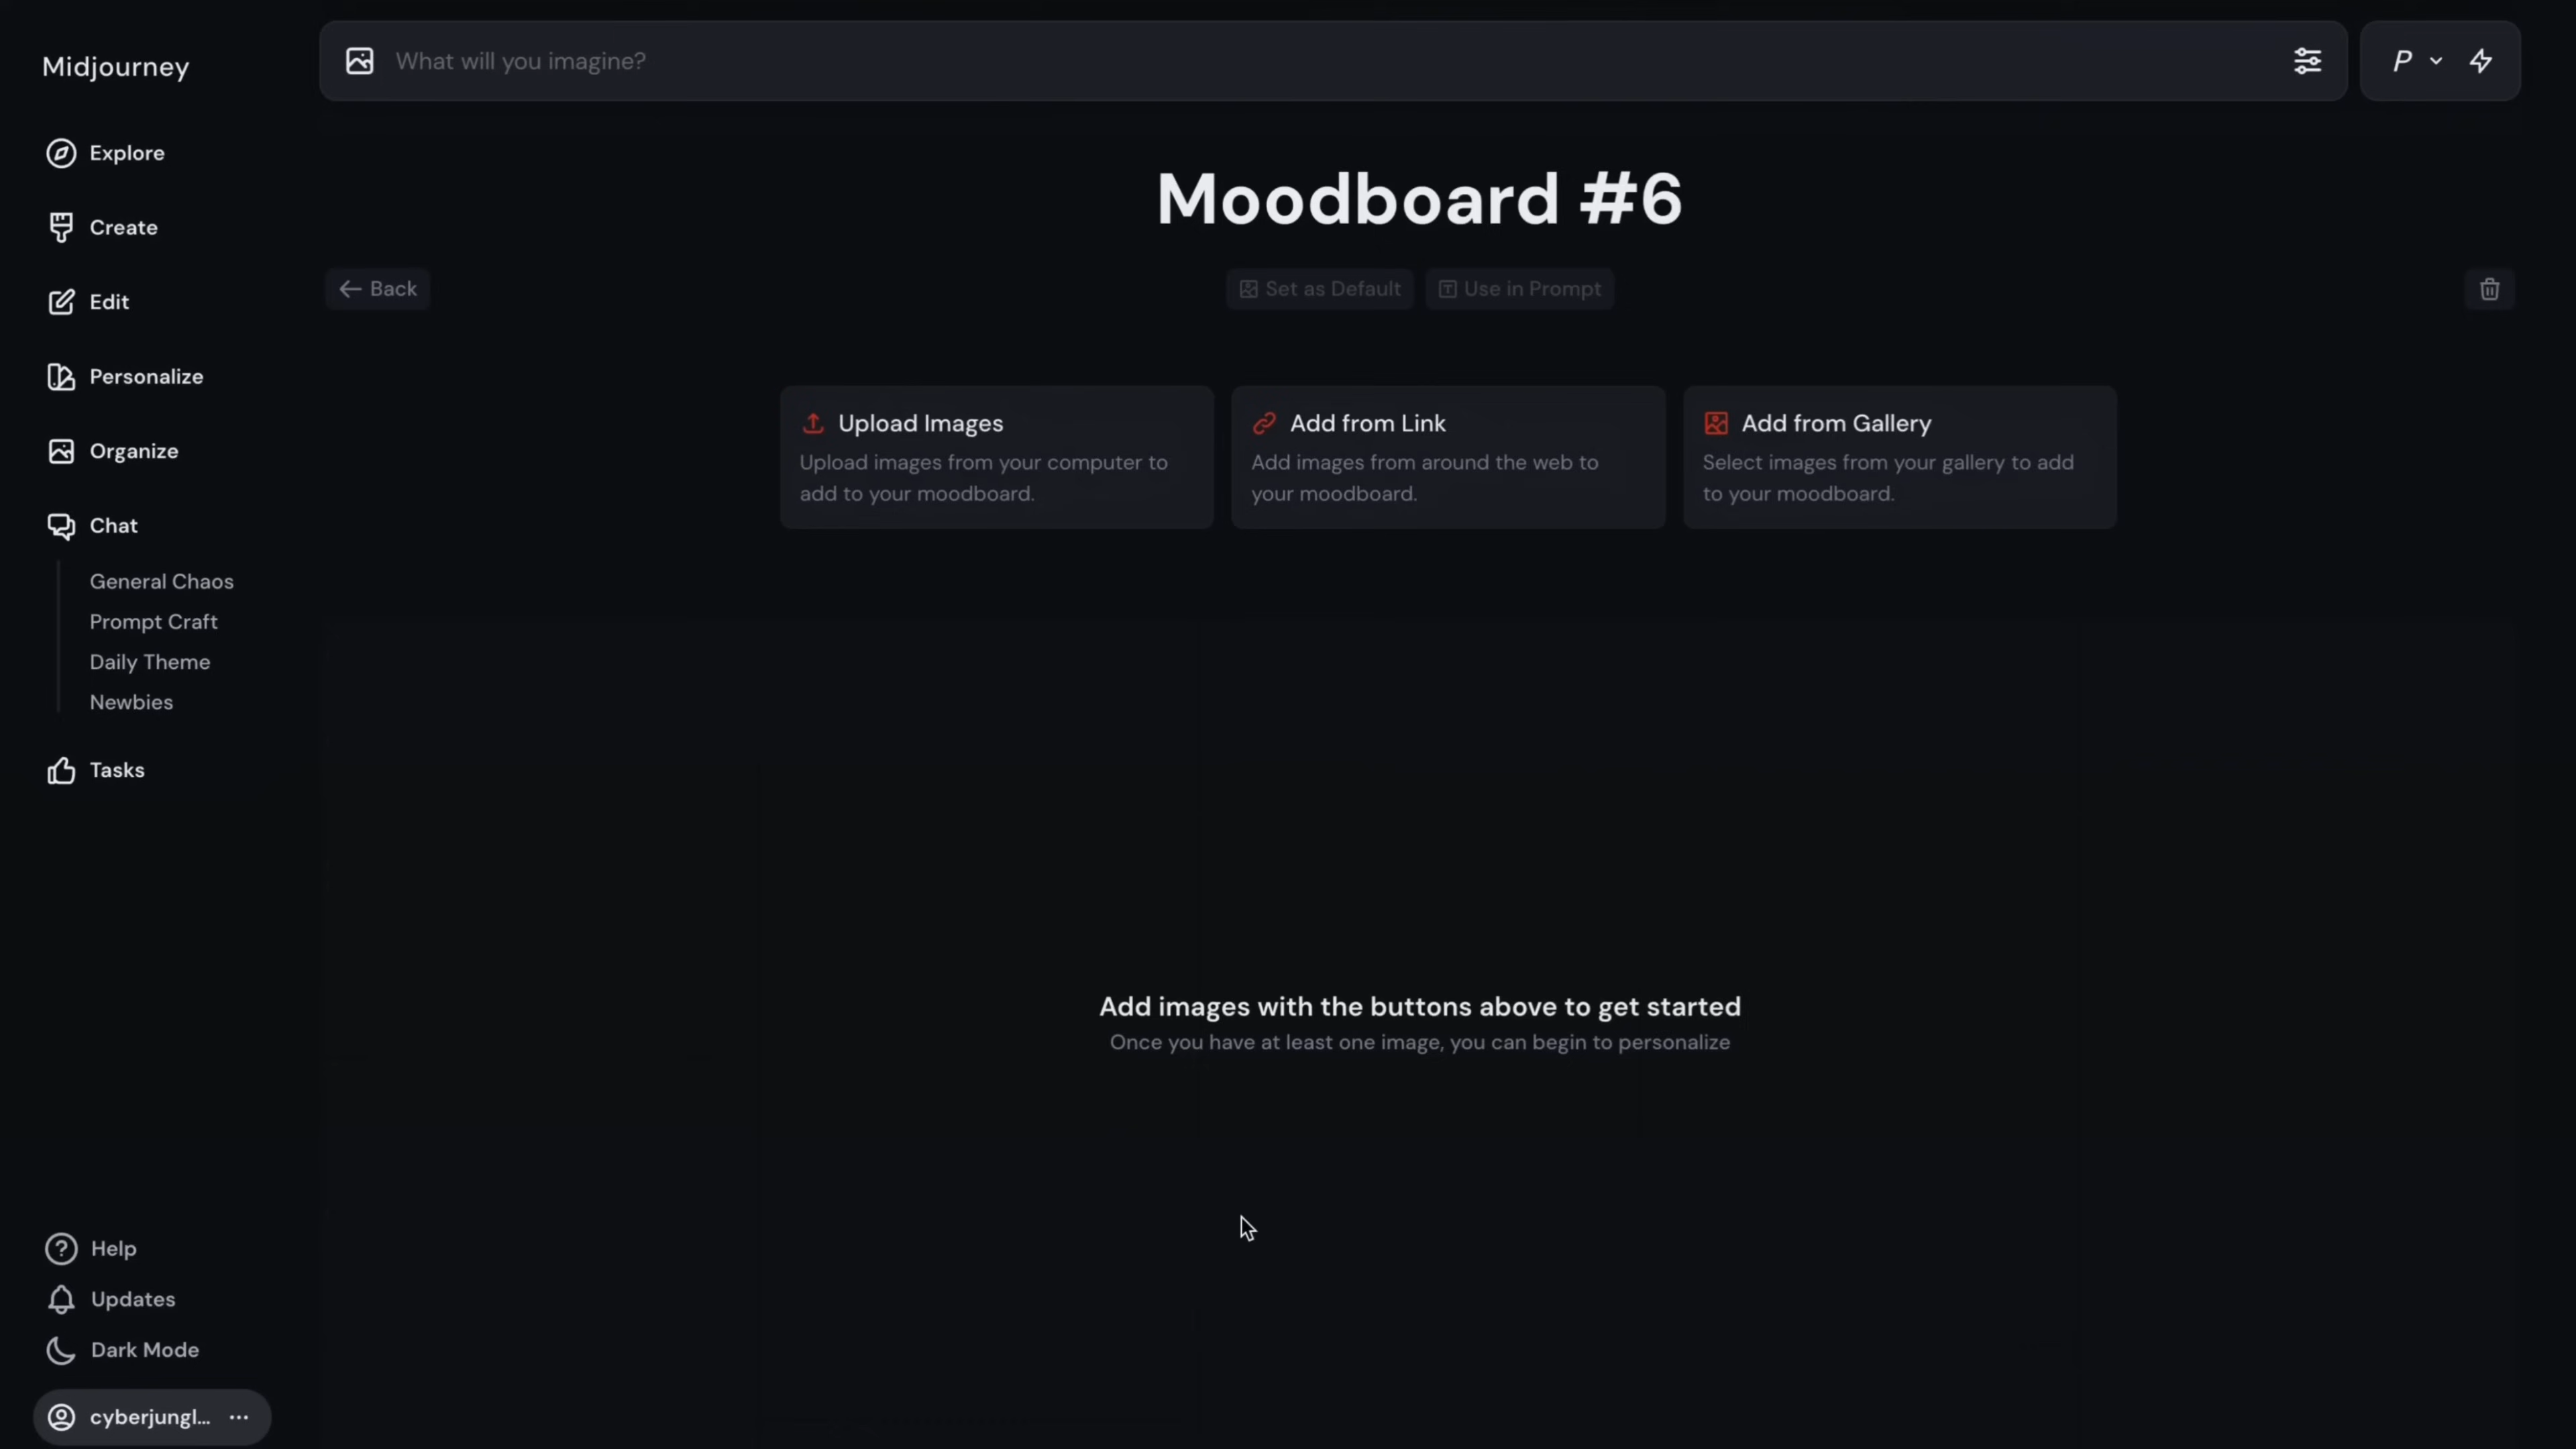 Midjourney
What will you imagine?
P
Explore
Create
Edit
Personalize
Organize
Chat
General Chaos
Prompt Craft
Daily Theme
Newbies
Tasks
Moodboard #6
Back
Set as Default
Use in Prompt
Upload Images
Upload images from your computer to
add to your moodboard.
Add from Link
Add images from around the web to
your moodboard.
Add from Gallery
Select images from your gallery to add
to your moodboard.
Add images with the buttons above to get started
Once you have at least one image, you can begin to personalize
Help
Updates
Dark Mode
cyberjungl...